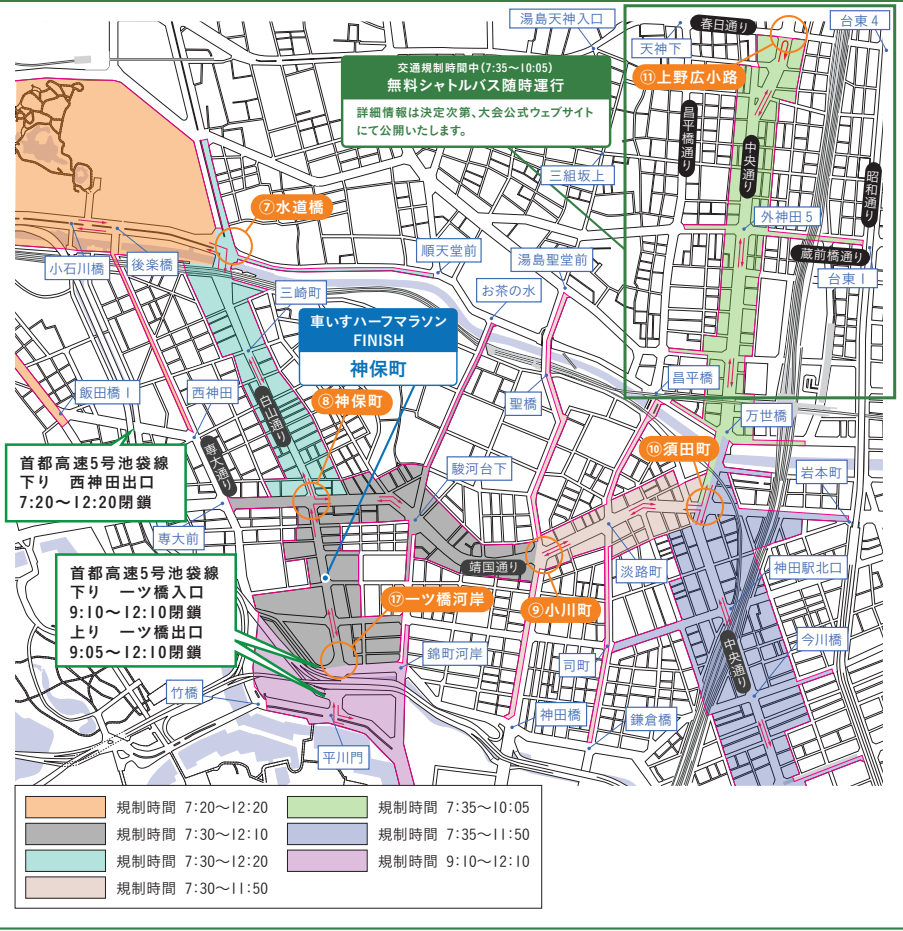 湯島天神入口
春日通り
台東4
天神下
⑪上野広小路
交通規制時間中(7:35〜10:05)
無料シャトルバス随時運行
詳細情報は決定次第、大会公式ウェブサイト
にて公開いたします。
昌平橋通り
中央通り
昭和通り
三組坂上
⑦水道橋
外神田5
蔵前橋通り
台東1
小石川橋
後楽橋
順天堂前
湯島聖堂前
お茶の水
三崎町
車いすハーフマラソン
FINISH
神保町
飯田橋1
西神田
白山通り
⑧神保町
聖橋
昌平橋
万世橋
専大通り
首都高速5号池袋線
下り 西神田出口
7:20〜12:20閉鎖
駿河台下
⑩須田町
岩本町
専大前
靖国通り
淡路町
神田駅北口
首都高速5号池袋線
下り 一ツ橋入口
9:10〜12:10閉鎖
上り 一ツ橋出口
9:05〜12:10閉鎖
⑰一ツ橋河岸
⑨小川町
中央通り
今川橋
錦町河岸
司町
竹橋
神田橋
鎌倉橋
平川門
規制時間 7:20〜12:20
規制時間 7:30〜12:10
規制時間 7:30〜12:20
規制時間 7:30〜11:50
規制時間 7:35〜10:05
規制時間 7:35〜11:50
規制時間 9:10〜12:10